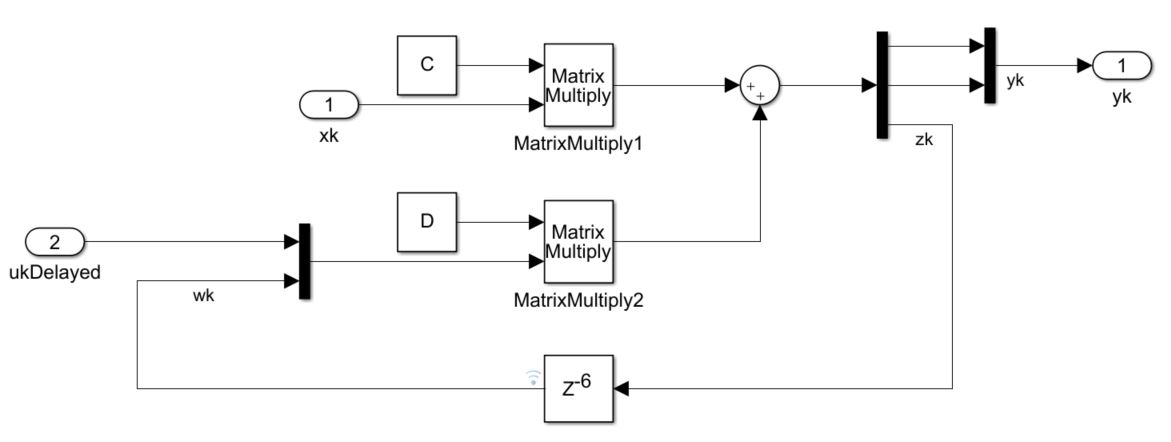 C
Matrix
Multiply
MatrixMultiply1
1
xk
+
+
zk
yk
1
yk
D
Matrix
Multiply
MatrixMultiply2
2
ukDelayed
wk
Z-6